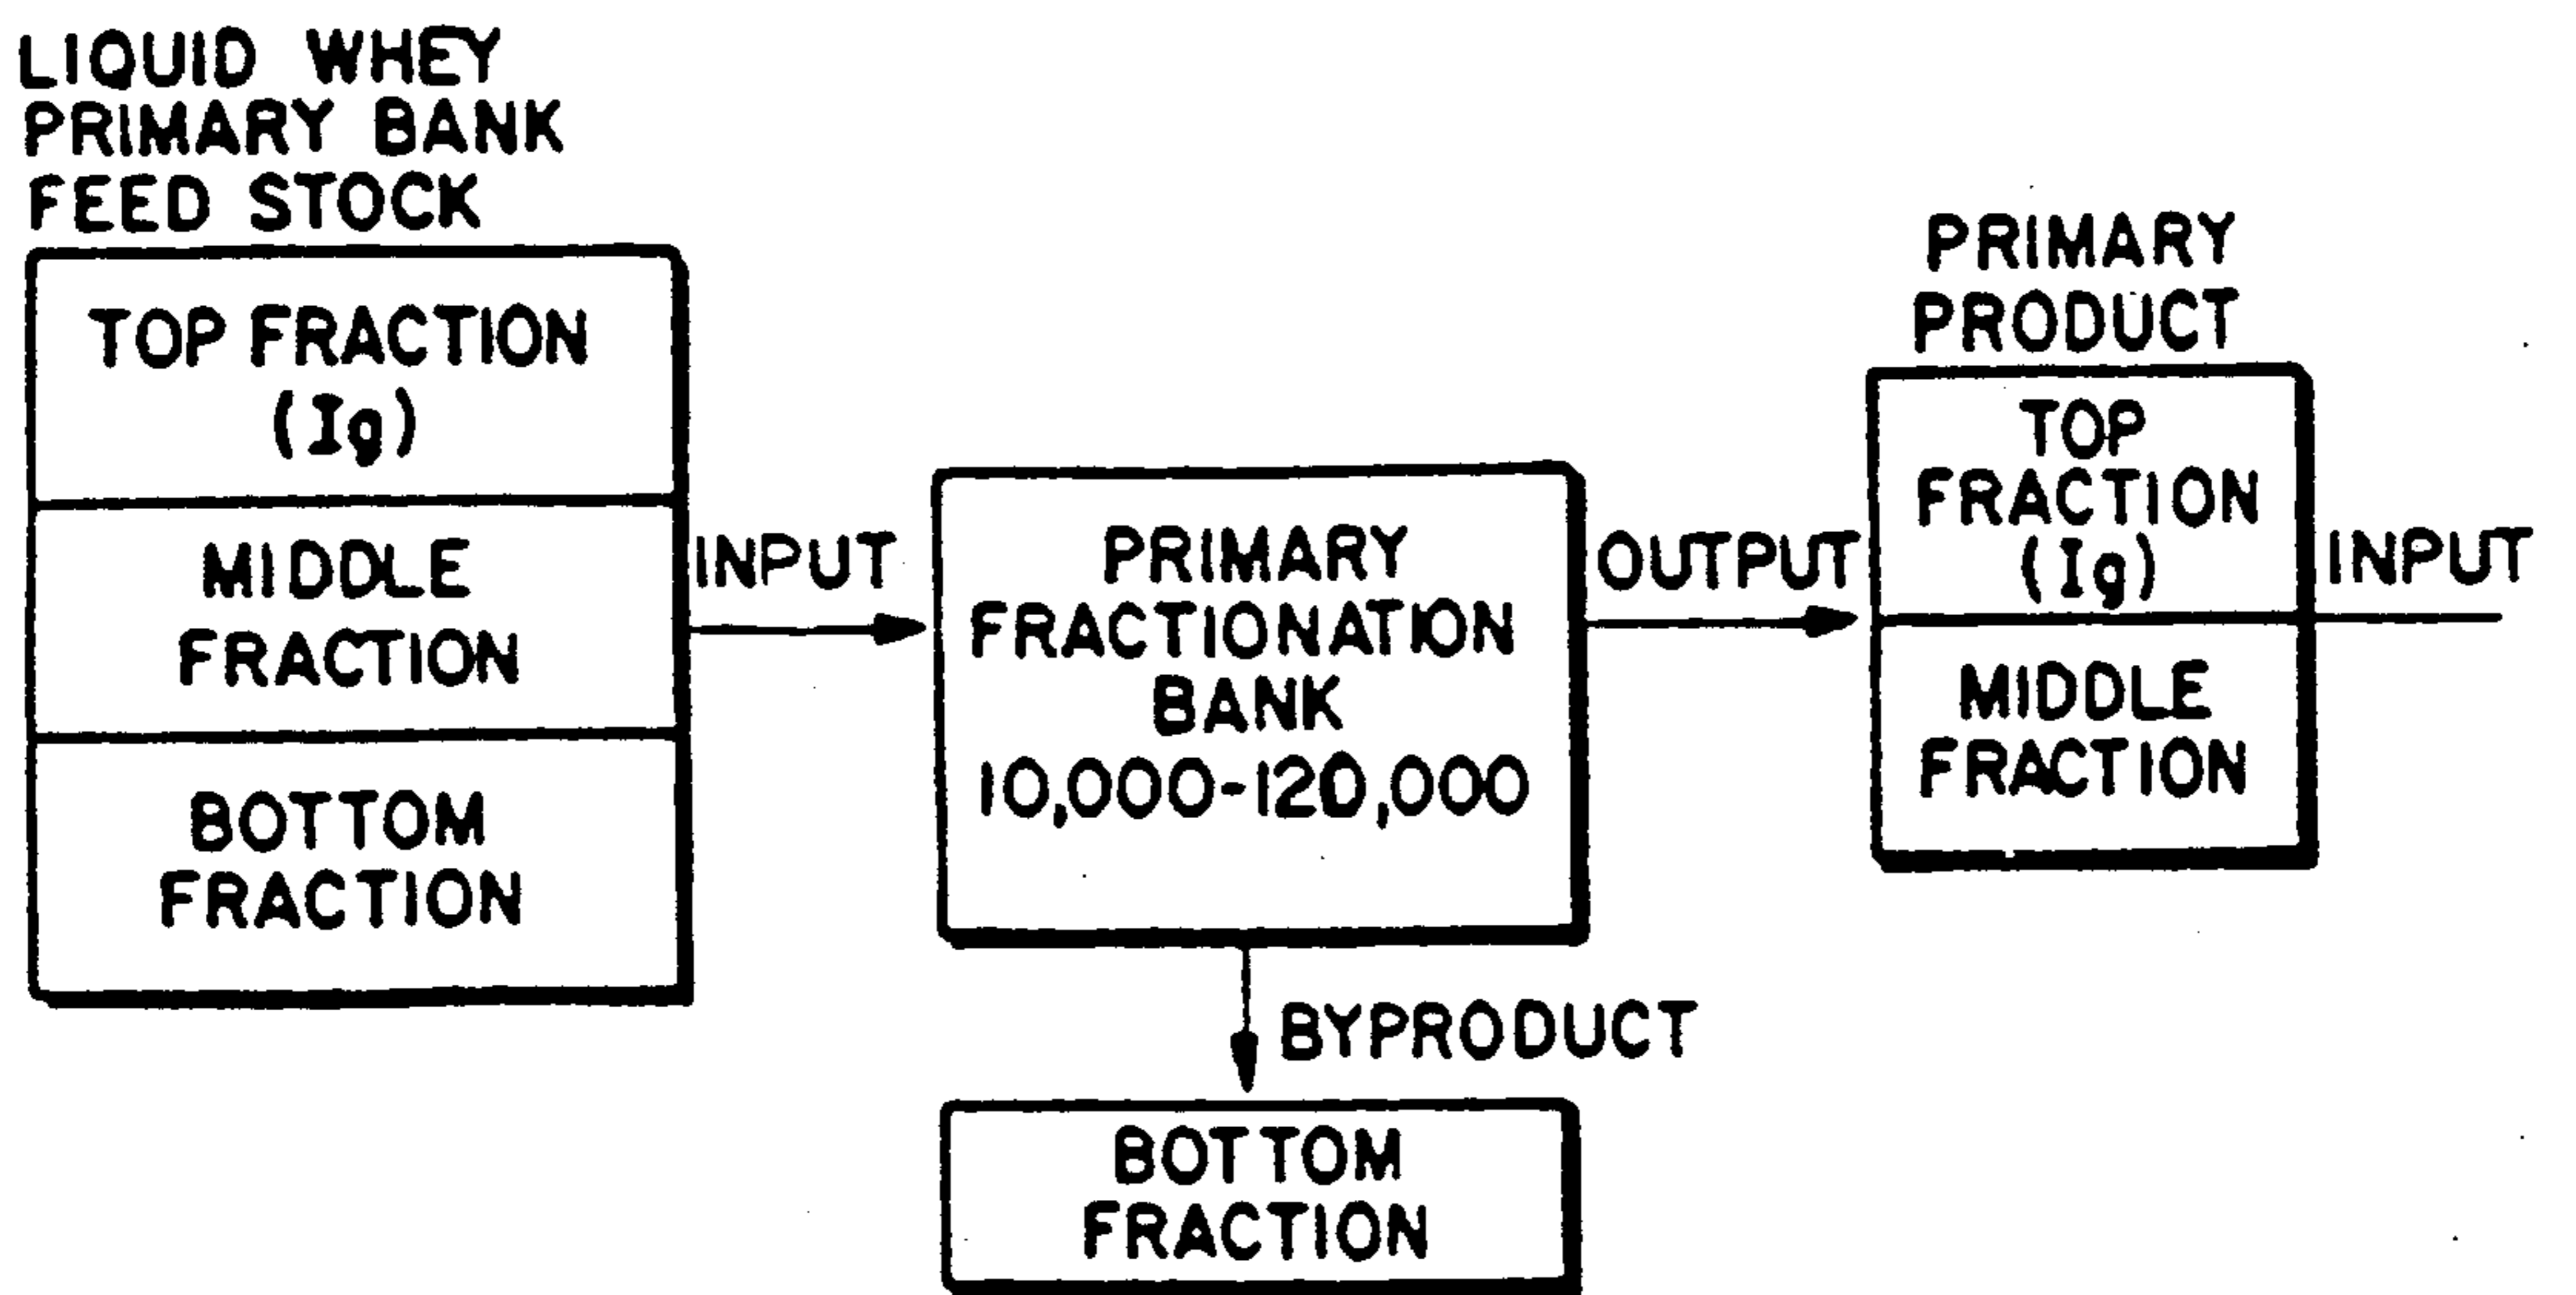 LIQUID WHEY
PRIMARY BANK
FEED STOCK
TOP FRACTION
(Ig)
MIDDLE
FRACTION
BOTTOM
FRACTION
INPUT
PRIMARY
FRACTIONATION
BANK
10,000-120,000
BYPRODUCT
BOTTOM
FRACTION
OUTPUT
PRIMARY
PRODUCT
TOP
FRACTION
(Ig)
MIDDLE
FRACTION
INPUT